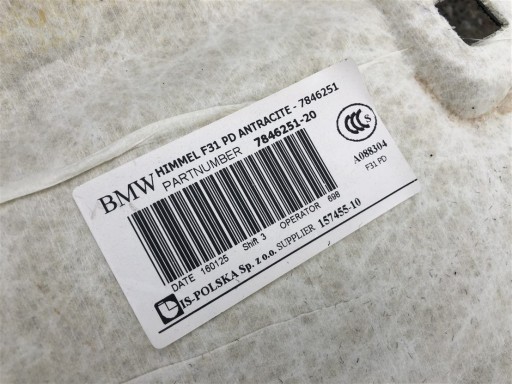 BMW HIMMEL F31 PD ANTRACITE - 7846251
PARTNUMBER 7846251-20
CCC S
A088304
F31 PD
DATE 160125 Shift 3 OPERATOR 698
IS-POLSKA Sp. z o.o. SUPPLIER 157455-10